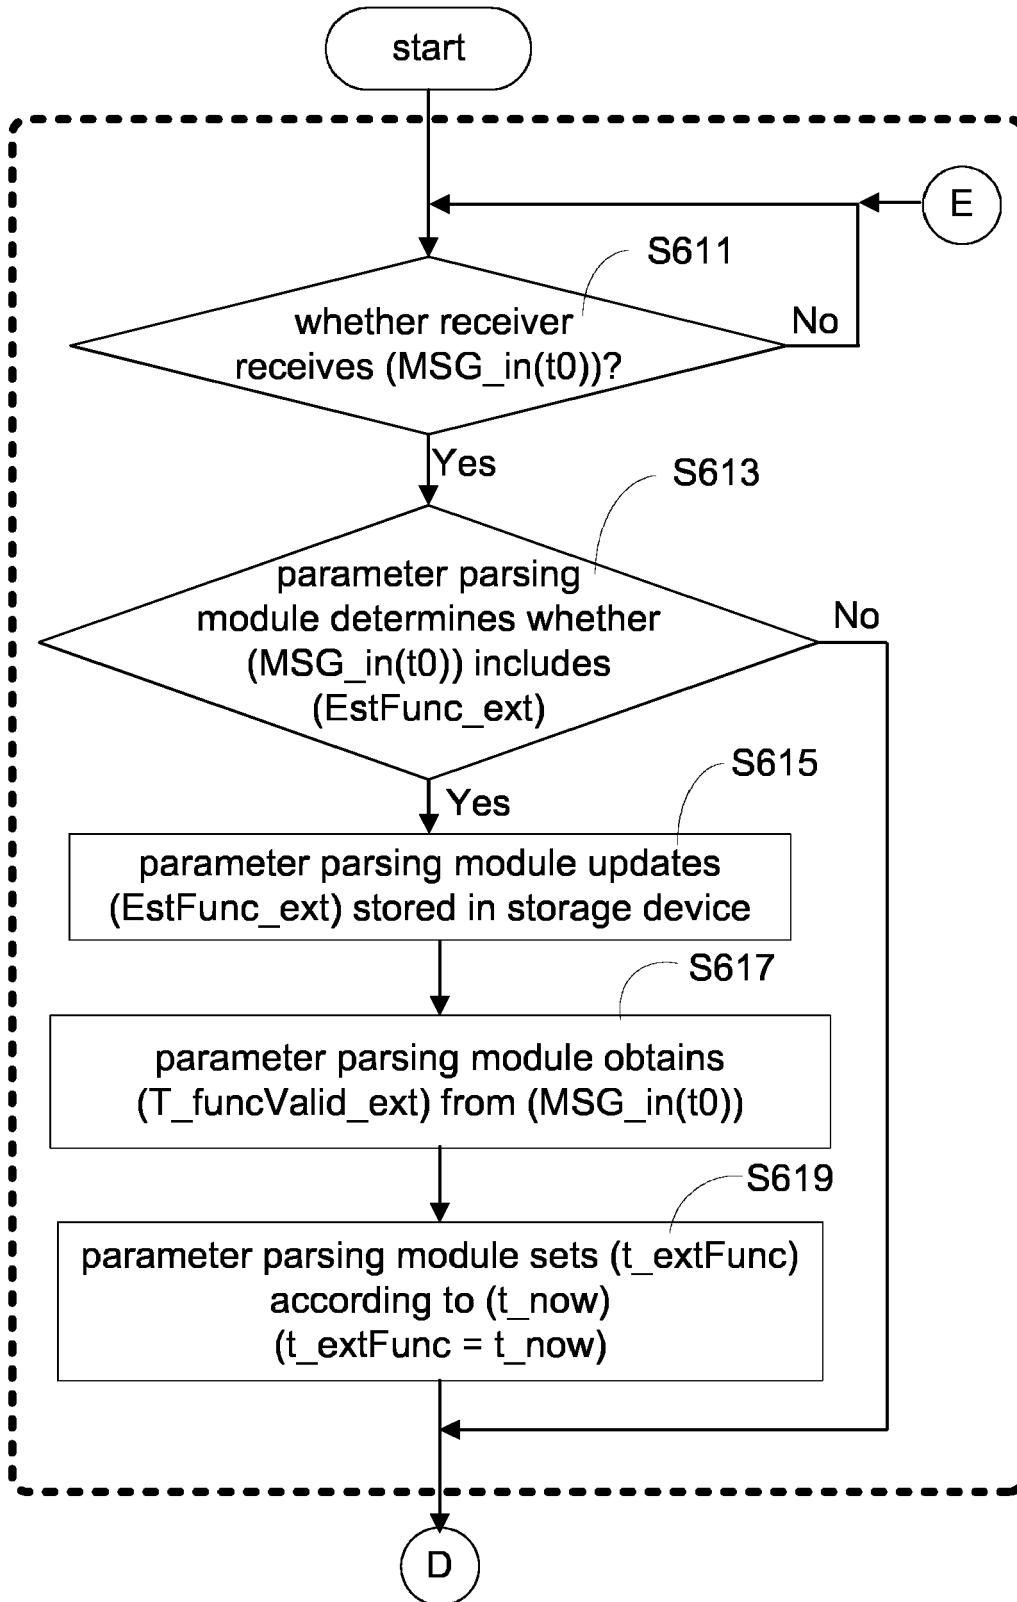 start
E
S611
whether receiver
receives (MSG_in(t0))?
No
Yes
S613
parameter parsing
module determines whether
(MSG_in(t0)) includes
(EstFunc_ext)
No
Yes
S615
parameter parsing module updates
(EstFunc_ext) stored in storage device
S617
parameter parsing module obtains
(T_funcValid_ext) from (MSG_in(t0))
S619
parameter parsing module sets (t_extFunc)
according to (t_now)
(t_extFunc = t_now)
D